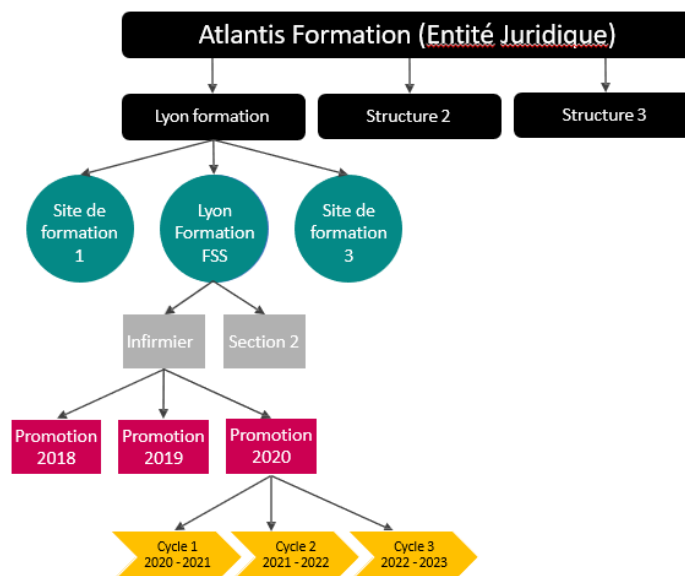 Atlantis Formation (Entité Juridique)
Lyon formation
Structure 2
Structure 3
Site de
formation
1
Lyon
Formation
FSS
Site de
formation
3
Infirmier
Section 2
Promotion
2018
Promotion
2019
Promotion
2020
Cycle 1
2020 - 2021
Cycle 2
2021 - 2022
Cycle 3
2022 - 2023